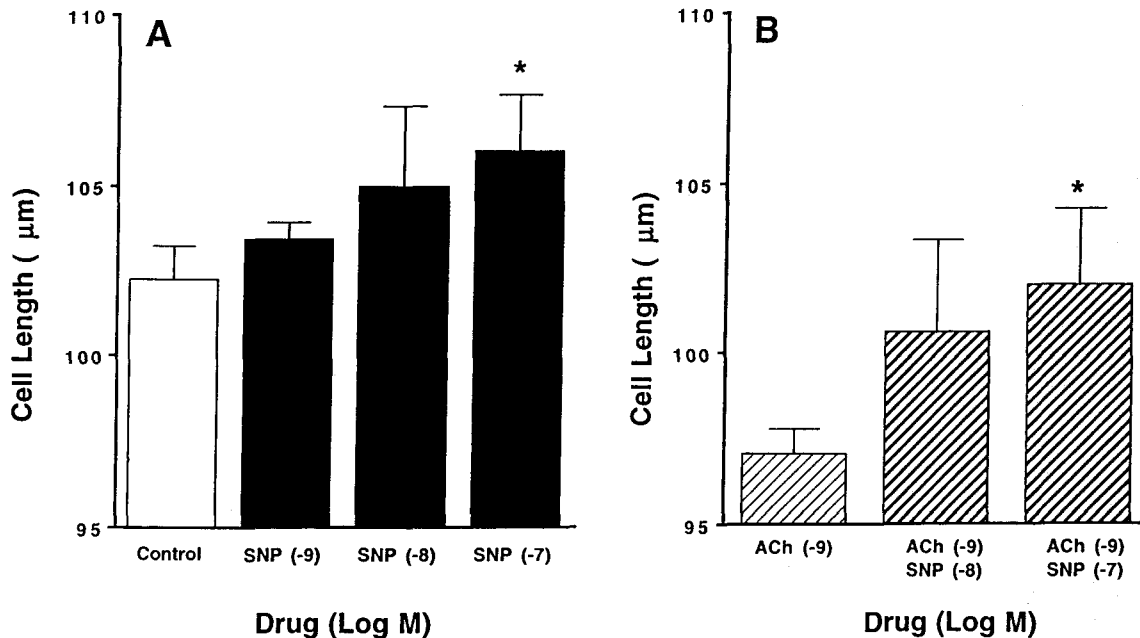 A
110
*
105
100
95
Cell Length ( μm)
Control SNP (-9) SNP (-8) SNP (-7)
Drug (Log M)
B
110
*
105
100
95
Cell Length ( μm)
ACh (-9) ACh (-9) ACh (-9)
SNP (-8) SNP (-7)
Drug (Log M)